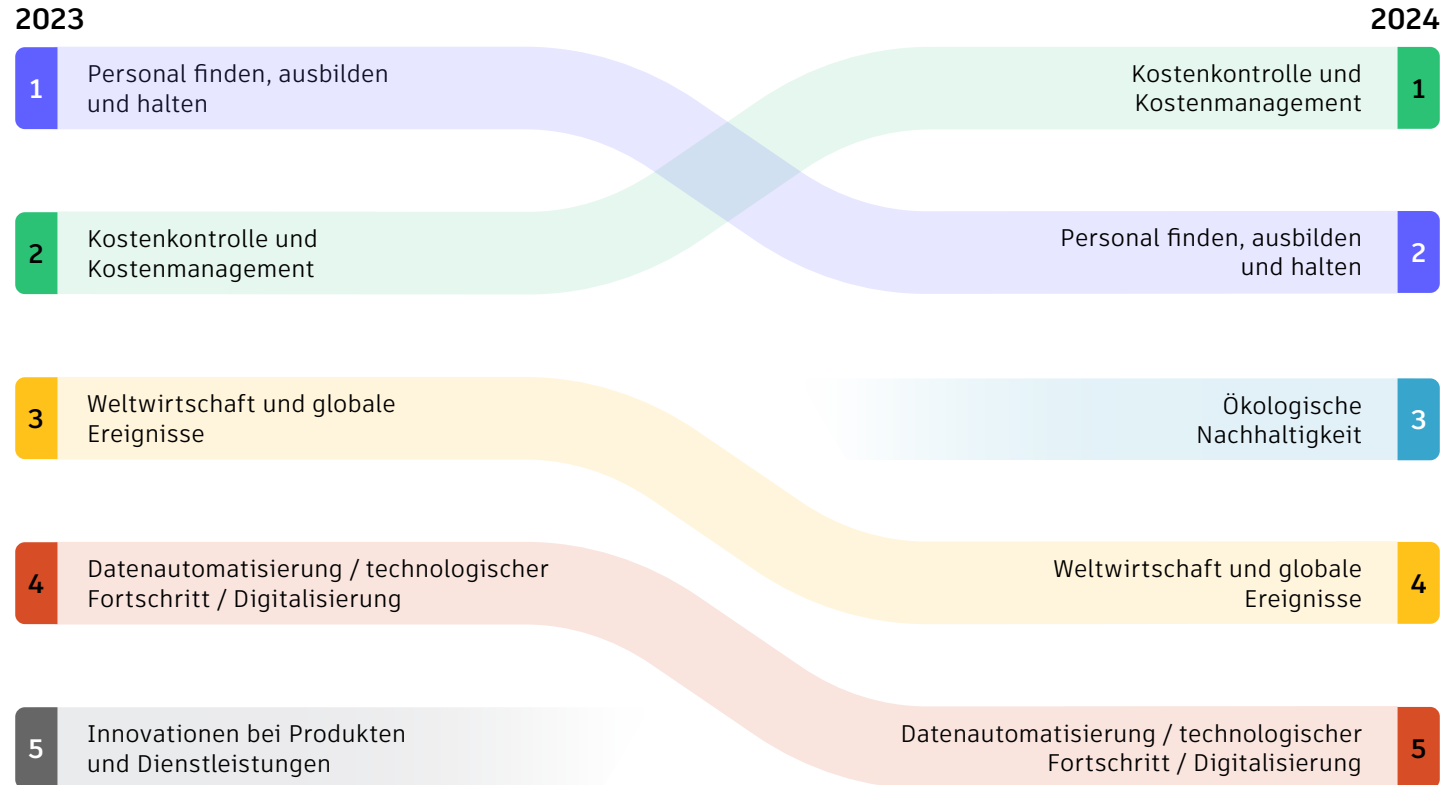 2023
2024
1
Personal finden, ausbilden
und halten
Kostenkontrolle und
Kostenmanagement
1
2
Kostenkontrolle und
Kostenmanagement
Personal finden, ausbilden
und halten
2
3
Weltwirtschaft und globale
Ereignisse
Ökologische
Nachhaltigkeit
3
4
Datenautomatisierung / technologischer
Fortschritt / Digitalisierung
Weltwirtschaft und globale
Ereignisse
4
5
Innovationen bei Produkten
und Dienstleistungen
Datenautomatisierung / technologischer
Fortschritt / Digitalisierung
5